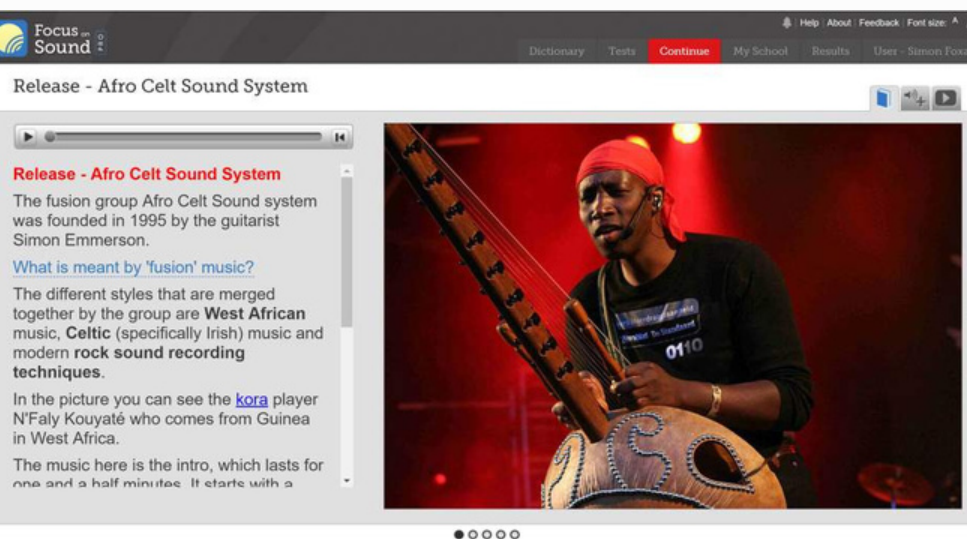 Focus on
Sound PRO
Help About Feedback Font size: A
Dictionary Tests Continue My School Results User - Simon Foxa
Release - Afro Celt Sound System
Release - Afro Celt Sound System
The fusion group Afro Celt Sound system
was founded in 1995 by the guitarist
Simon Emmerson.
What is meant by 'fusion' music?
The different styles that are merged
together by the group are West African
music, Celtic (specifically Irish) music and
modern rock sound recording
techniques.
In the picture you can see the kora player
N'Faly Kouyaté who comes from Guinea
in West Africa.
The music here is the intro, which lasts for
one and a half minutes. It starts with a
0110